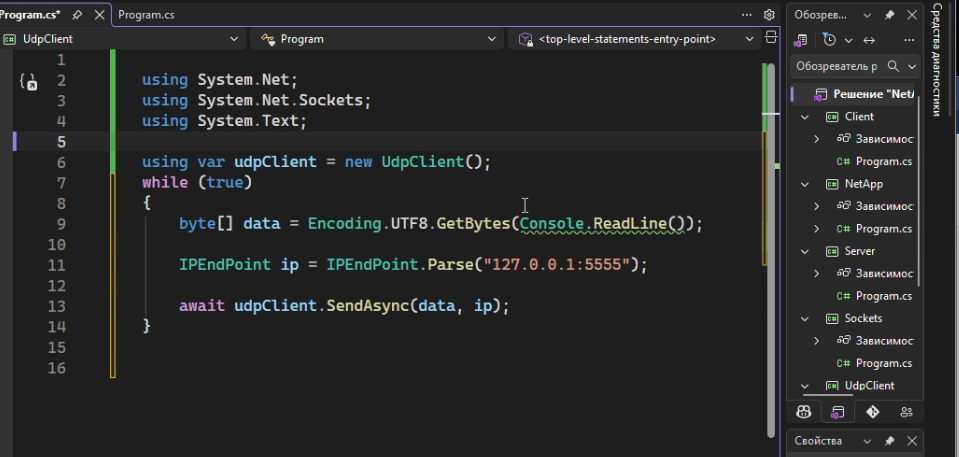 Program.cs*
Program.cs
UdpClient
Program
<top-level-statements-entry-point>
1
2 using System.Net;
3 using System.Net.Sockets;
4 using System.Text;
5
6 using var udpClient = new UdpClient();
7 while (true)
8 {
9 byte[] data = Encoding.UTF8.GetBytes(Console.ReadLine());
10
11 IPEndPoint ip = IPEndPoint.Parse("127.0.0.1:5555");
12
13 await udpClient.SendAsync(data, ip);
14 }
15
16
Обозрев...
Обозреватель р
Решение "NetA
Client
Зависимос
C# Program.cs
NetApp
Зависимос
C# Program.cs
Server
Зависимос
C# Program.cs
Sockets
Зависимос
C# Program.cs
UdpClient
Свойства
Средства диагностики